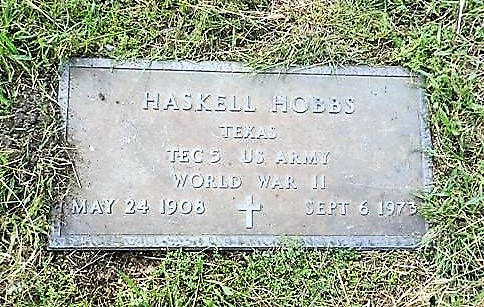 HASKELL HOBBS
TEXAS
TEC 5 US ARMY
WORLD WAR II
MAY 24 1908 SEPT 6 1973